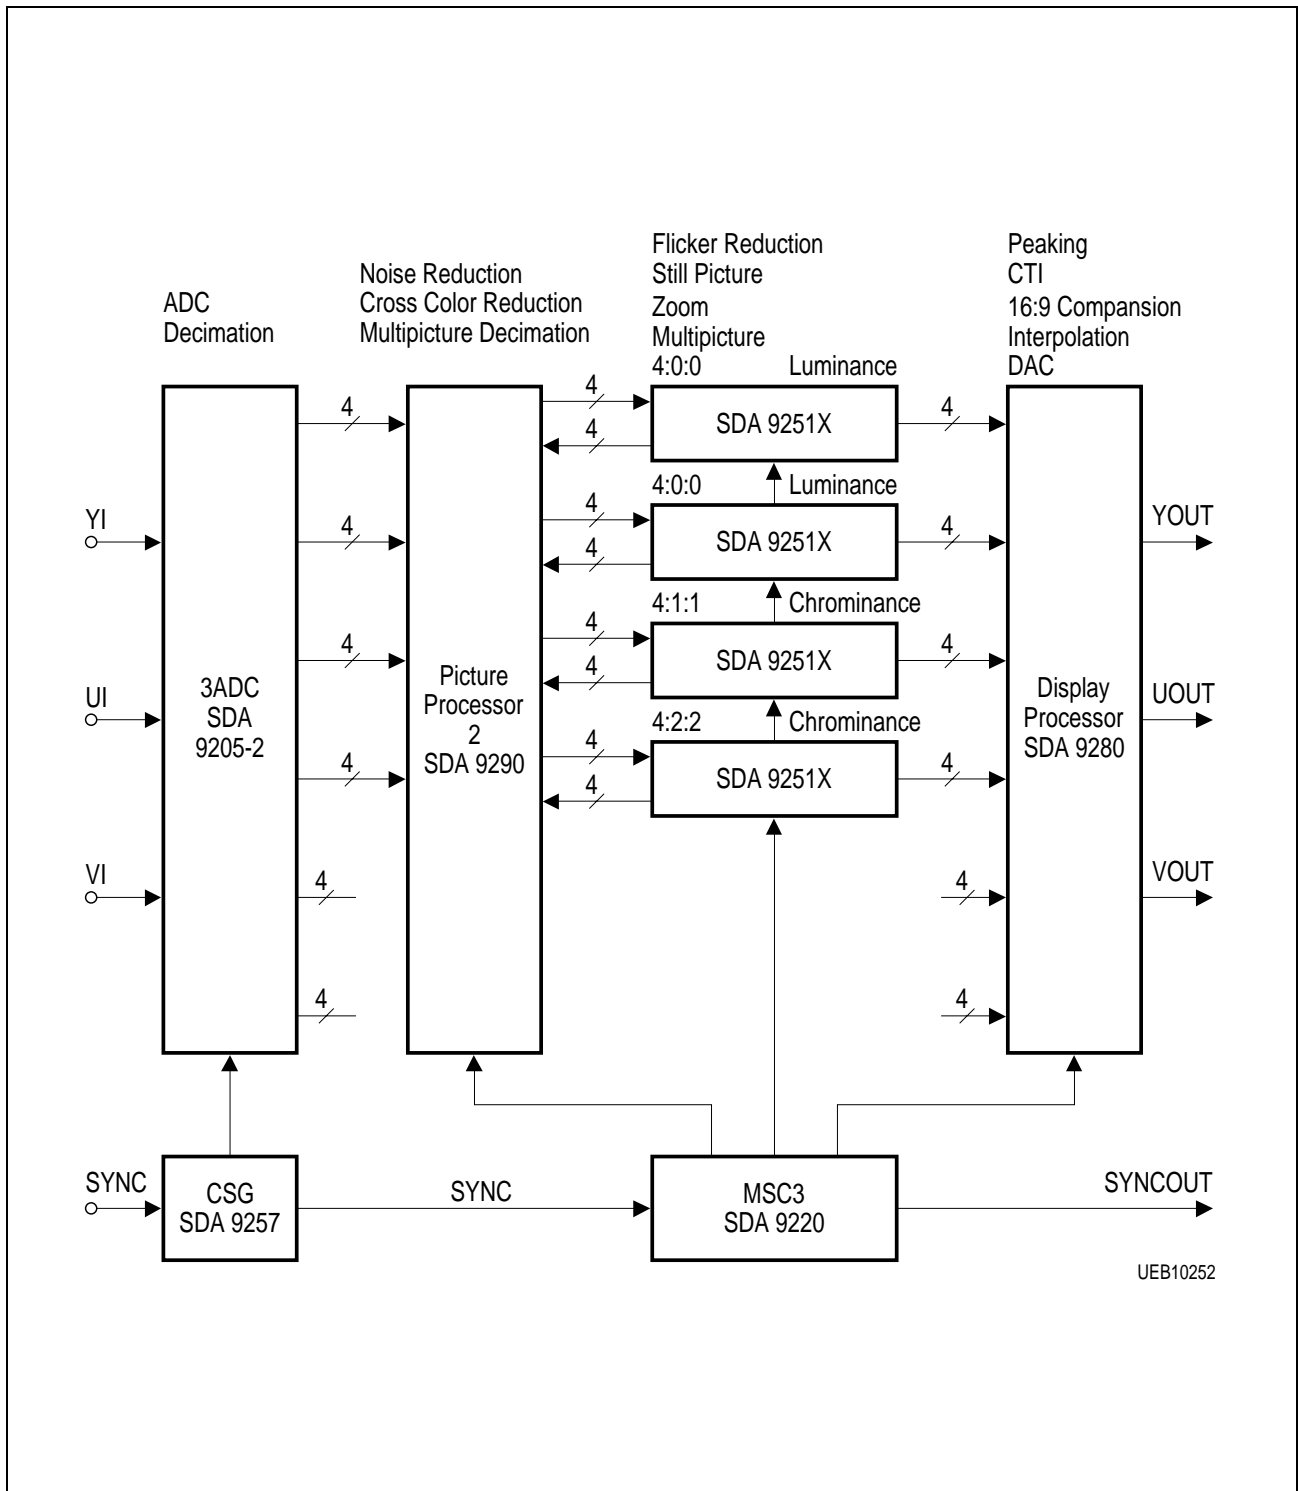 Flicker Reduction
Still Picture
Zoom
Multipicture
Peaking
CTI
16:9 Compansion
Interpolation
DAC
Noise Reduction
Cross Color Reduction
Multipicture Decimation
ADC
Decimation
4:0:0 Luminance
4
4
4
4
4
SDA 9251X
4:0:0 Luminance
YI
4
4
4
4
SDA 9251X
YOUT
4:1:1 Chrominance
4
4
4
4
SDA 9251X
UI
3ADC
SDA
9205-2
Picture
Processor
2
SDA 9290
Display
Processor
SDA 9280
UOUT
4:2:2 Chrominance
4
4
4
4
SDA 9251X
VI
4
4
VOUT
4
4
SYNC
CSG
SDA 9257
SYNC
MSC3
SDA 9220
SYNCOUT
UEB10252